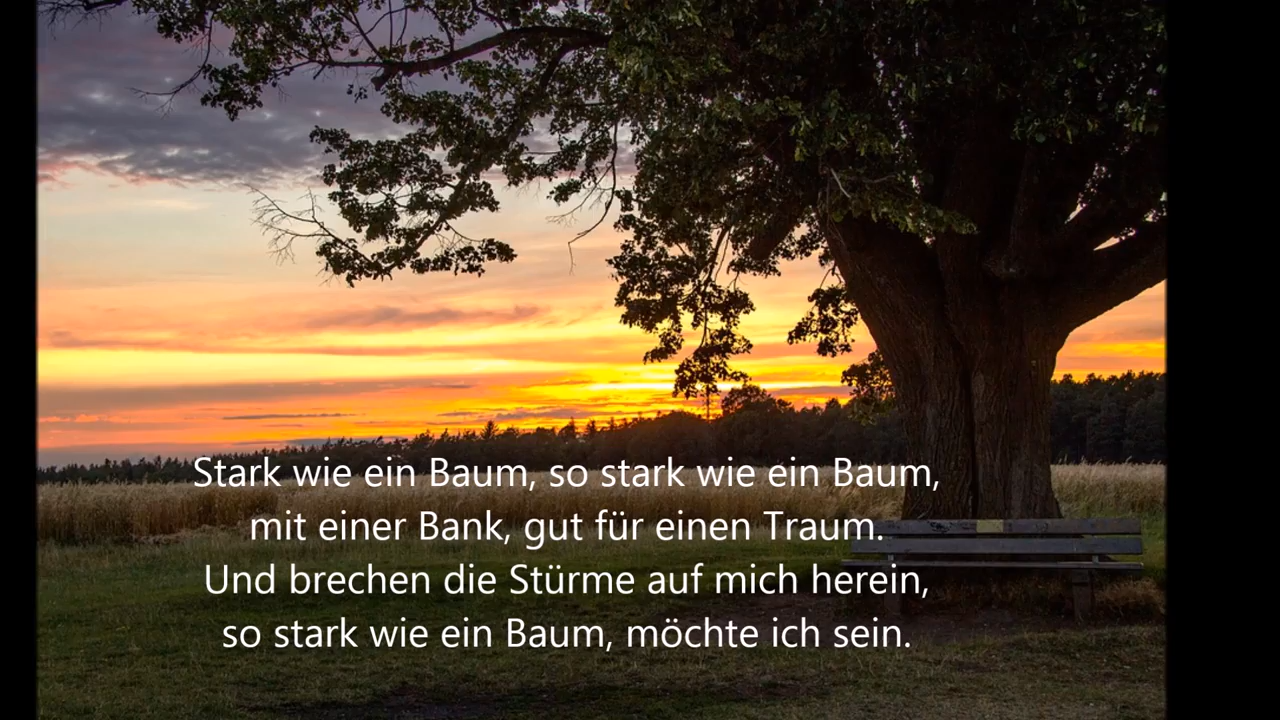 Stark wie ein Baum, so stark wie ein Baum,
mit einer Bank, gut für einen Traum.
Und brechen die Stürme auf mich herein,
so stark wie ein Baum, möchte ich sein.